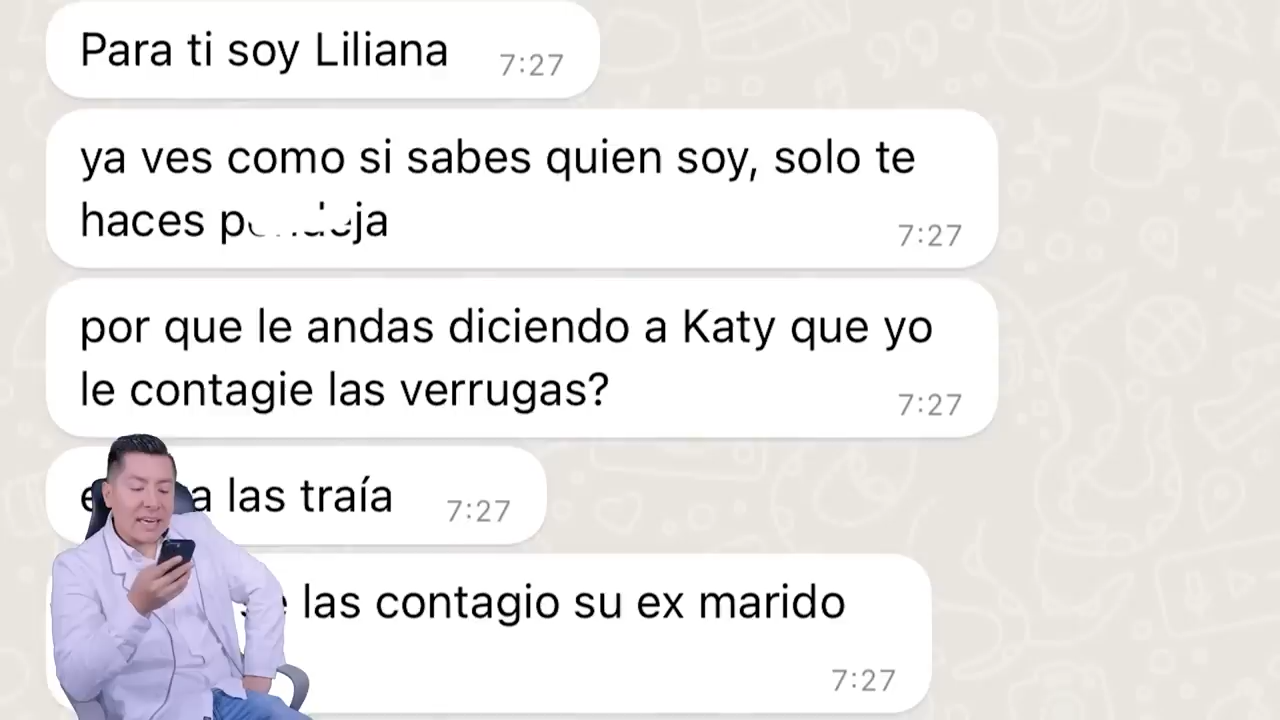 Para ti soy Liliana 7:27
ya ves como si sabes quien soy, solo te
haces 7:27
por que le andas diciendo a Katy que yo
le contagie las verrugas? 7:27
las traía 7:27
las contagio su ex marido
7:27